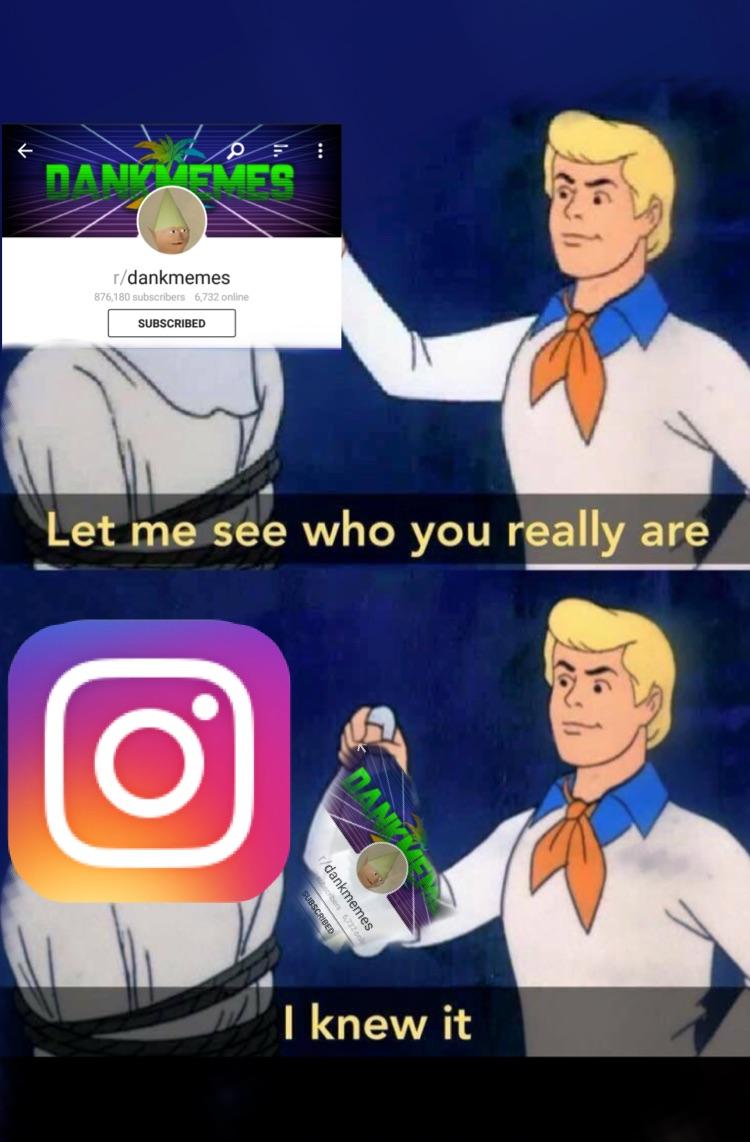 DANKMEMES
r/dankmemes
876,180 subscribers 6,732 online
SUBSCRIBED
Let me see who you really are
DANKMEM
r/dankmemes
SUBSCRIBED
I knew it